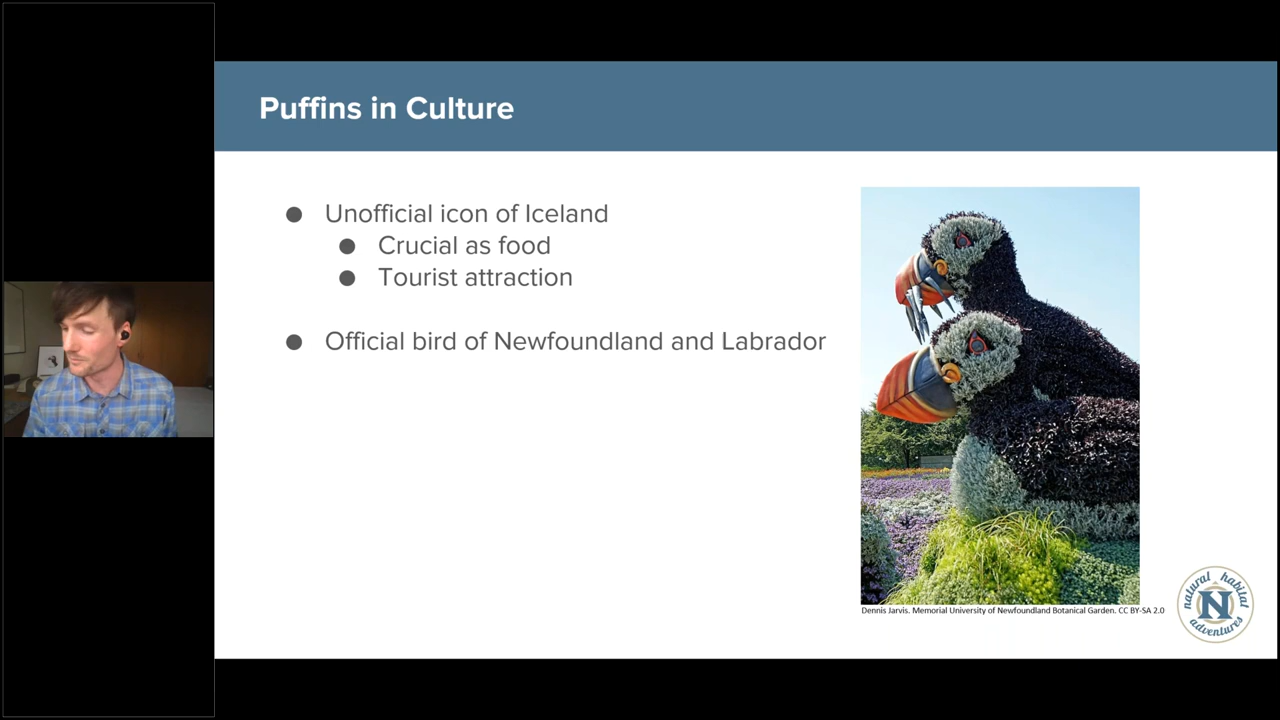 Puffins in Culture
● Unofficial icon of Iceland
● Crucial as food
● Tourist attraction
● Official bird of Newfoundland and Labrador
Dennis Jarvis. Memorial University of Newfoundland Botanical Garden. CC BY-SA 2.0
natural habitat
N
adventures